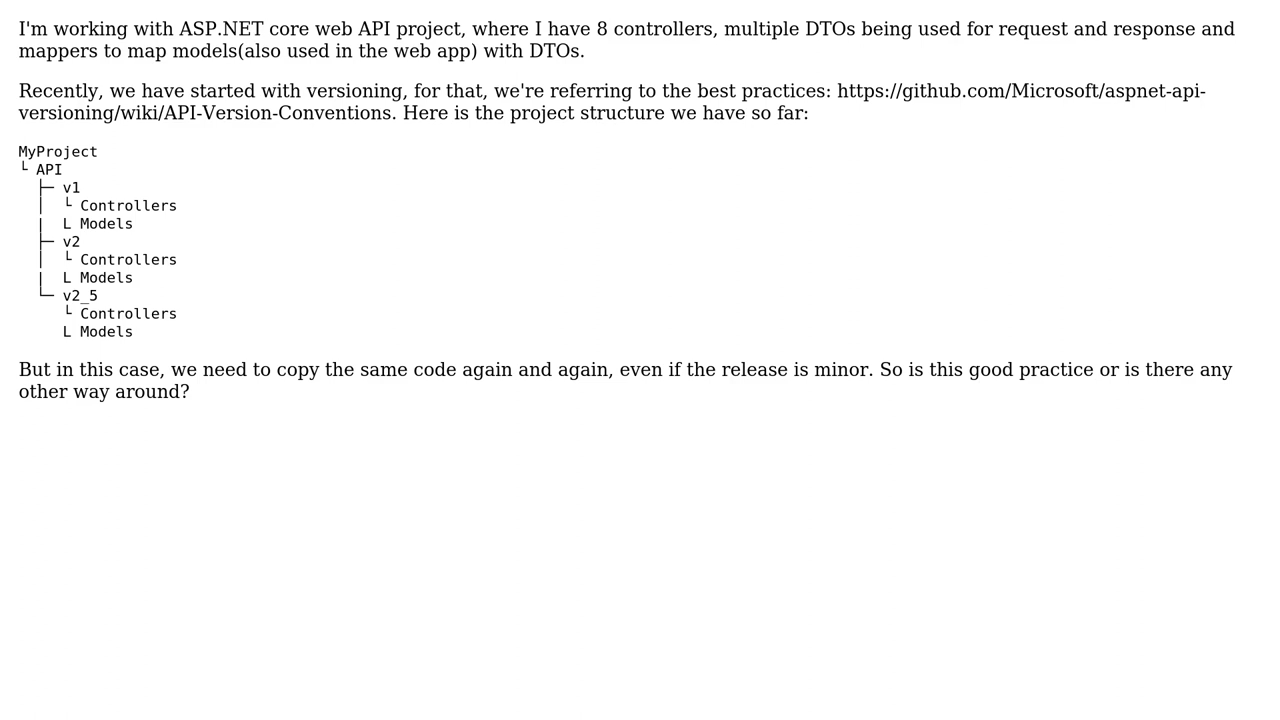 I'm working with ASP.NET core web API project, where I have 8 controllers, multiple DTOs being used for request and response and
mappers to map models(also used in the web app) with DTOs.
Recently, we have started with versioning, for that, we're referring to the best practices: https://github.com/Microsoft/aspnet-api-
versioning/wiki/API-Version-Conventions. Here is the project structure we have so far:
MyProject
└ API
  ├─ v1
  │  └ Controllers
  |  L Models
  ├─ v2
  │  └ Controllers
  |  L Models
  └─ v2_5
     └ Controllers
     L Models
But in this case, we need to copy the same code again and again, even if the release is minor. So is this good practice or is there any
other way around?